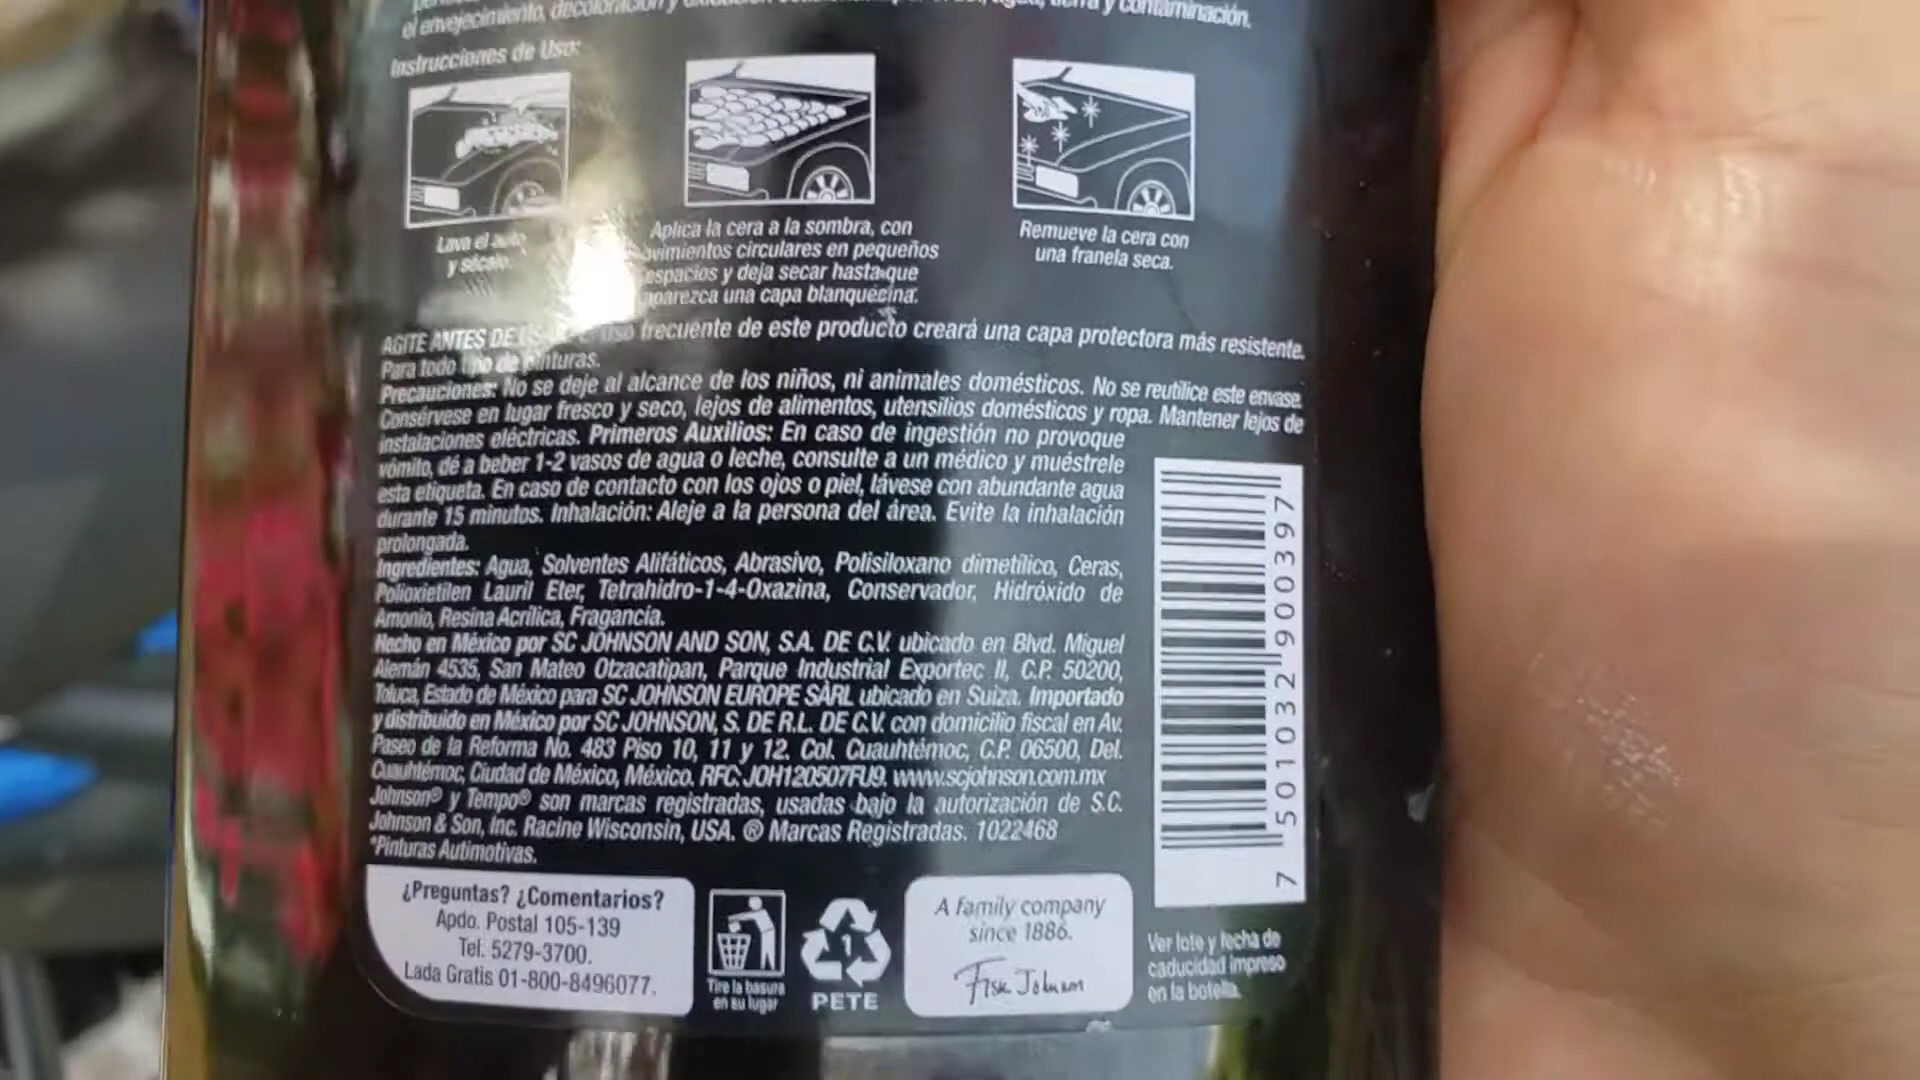 el envejecimiento, decoloración y
agua, tierra y contaminación.
Instrucciones de Uso:
Lava el auto
y sécalo.
Aplica la cera a la sombra, con
movimientos circulares en pequeños
espacios y deja secar hasta que
aparezca una capa blanquecina.
Remueve la cera con
una franela seca.
AGITE ANTES DE uso frecuente de este producto creará una capa protectora más resistente.
Para todo tipo de pinturas.
Precauciones: No se deje al alcance de los niños, ni animales domésticos. No se reutilice este envase.
Consérvese en lugar fresco y seco, lejos de alimentos, utensilios domésticos y ropa. Mantener lejos de
instalaciones eléctricas. Primeros Auxilios: En caso de ingestión no provoque
vómito, dé a beber 1-2 vasos de agua o leche, consulte a un médico y muéstrele
esta etiqueta. En caso de contacto con los ojos o piel, lávese con abundante agua
durante 15 minutos. Inhalación: Aleje a la persona del área. Evite la inhalación
prolongada.
Ingredientes: Agua, Solventes Alifáticos, Abrasivo, Polisiloxano dimetílico, Ceras,
Polioxietilen Lauril Eter, Tetrahidro-1-4-Oxazina, Conservador, Hidróxido de
Amonio, Resina Acrílica, Fragancia.
Hecho en México por SC JOHNSON AND SON, S.A. DE C.V. ubicado en Blvd. Miguel
Alemán 4535, San Mateo Otzacatipan, Parque Industrial Exportec II, C.P. 50200,
Toluca, Estado de México para SC JOHNSON EUROPE SÀRL ubicado en Suiza. Importado
y distribuido en México por SC JOHNSON, S. DE R.L. DE C.V. con domicilio fiscal en Av.
Paseo de la Reforma No. 483 Piso 10, 11 y 12, Col. Cuauhtémoc, C.P. 06500, Del.
Cuauhtémoc, Ciudad de México, México. RFC: JOH120507FU9. www.scjohnson.com.mx
Johnson® y Tempo® son marcas registradas, usadas bajo la autorización de S.C.
Johnson & Son, Inc. Racine Wisconsin, USA. ® Marcas Registradas. 1022468
*Pinturas Autimotivas.
7 501032 900397
¿Preguntas? ¿Comentarios?
Apdo. Postal 105-139
Tel. 5279-3700.
Lada Gratis 01-800-8496077.
Tire la basura
en su lugar
1
PETE
A family company
since 1886.
Fisk Johnson
Ver lote y fecha de
caducidad impreso
en la botella.